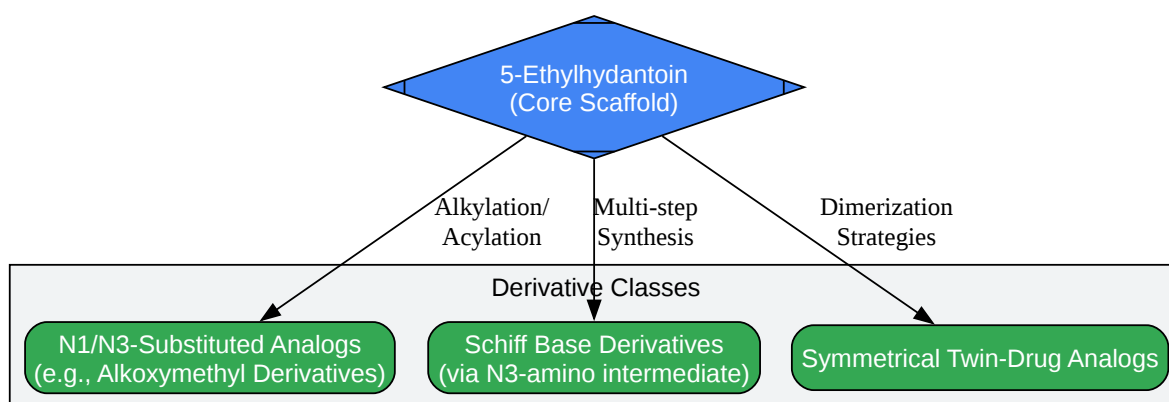 5-Ethylhydantoin
(Core Scaffold)
Alkylation/
Acylation
Multi-step
Synthesis
Dimerization
Strategies
Derivative Classes
N1/N3-Substituted Analogs
(e.g., Alkoxymethyl Derivatives)
Schiff Base Derivatives
(via N3-amino intermediate)
Symmetrical Twin-Drug Analogs